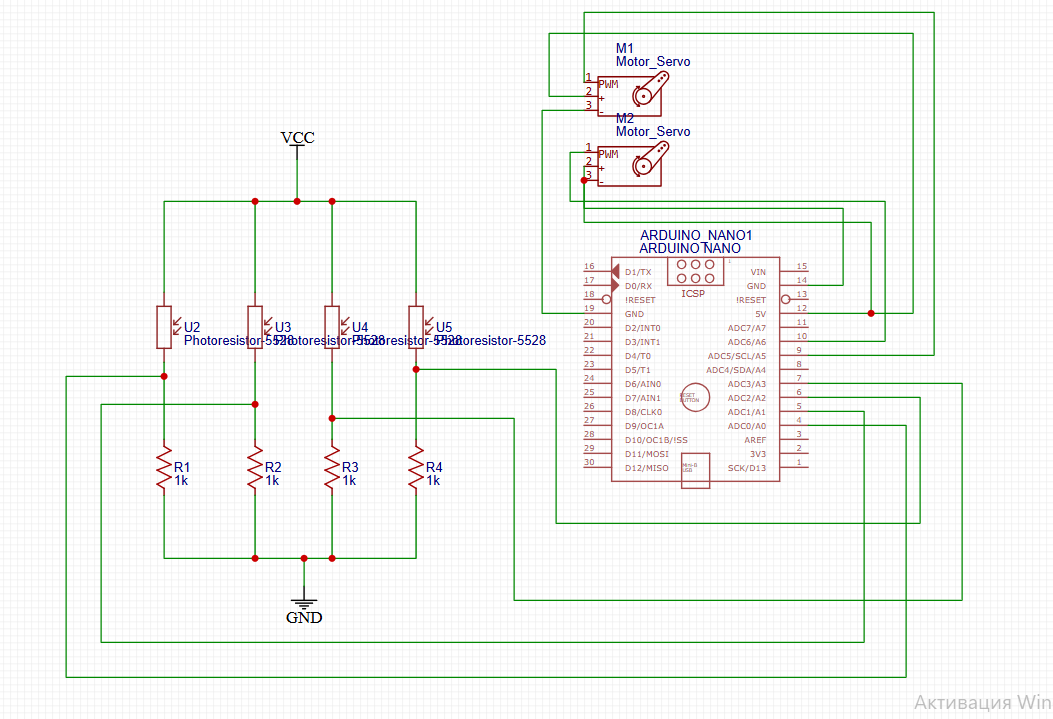 M1
Motor_Servo
1
PWM
2
+
3
-
M2
Motor_Servo
1
PWM
2
+
3
-
VCC
ARDUINO_NANO1
ARDUINO NANO
1
ICSP
16 D1/TX VIN 15
17 D0/RX GND 14
18 !RESET !RESET 13
19 GND 5V 12
20 D2/INT0 ADC7/A7 11
21 D3/INT1 ADC6/A6 10
22 D4/T0 ADC5/SCL/A5 9
23 D5/T1 ADC4/SDA/A4 8
24 D6/AIN0 ADC3/A3 7
25 D7/AIN1 ADC2/A2 6
26 D8/CLK0 ADC1/A1 5
27 D9/OC1A ADC0/A0 4
28 D10/OC1B/!SS AREF 3
29 D11/MOSI 3V3 2
30 D12/MISO SCK/D13 1
RESET
BUTTON
Mini-B
USB
U2
Photoresistor-5528
U3
Photoresistor-5528
U4
Photoresistor-5528
U5
Photoresistor-5528
R1
1k
R2
1k
R3
1k
R4
1k
GND
Активация Win